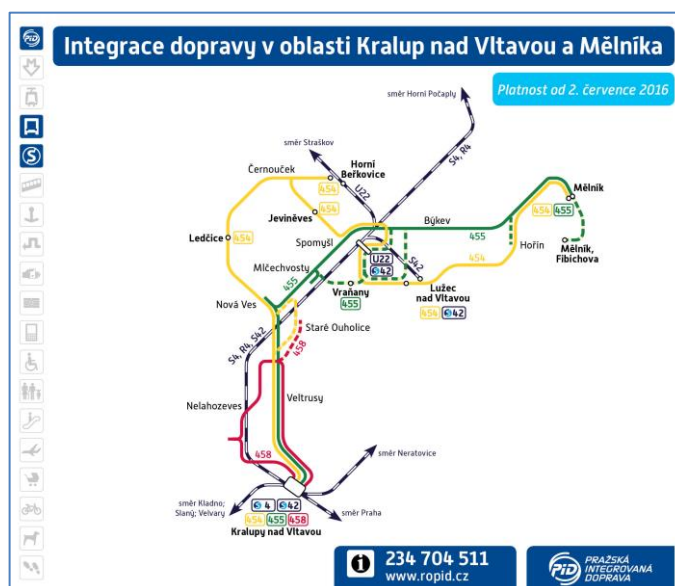 PID
Integrace dopravy v oblasti Kralup nad Vltavou a Mělníka
Platnost od 2. července 2016
směr Horní Počaply
S4, R4
směr Straškov
Horní
Beřkovice
Černouček
454
U22
Mělník
Jeviněves
454
454 455
Býkev
Ledčice
454
Spomyšl
455
Hořín
Mělník,
Fibichova
Mlčechvosty
U22
S 42
S42
454
455
Vraňany
455
Lužec
nad Vltavou
454 S 42
Nová Ves
Staré Ouholice
458
S4, R4, S42
Nelahozeves
Veltrusy
458
směr Neratovice
směr Kladno;
Slaný; Velvary
S 4 S 42
směr Praha
454 455 458
Kralupy nad Vltavou
234 704 511
www.ropid.cz
PID
PRAŽSKÁ
INTEGROVANÁ
DOPRAVA